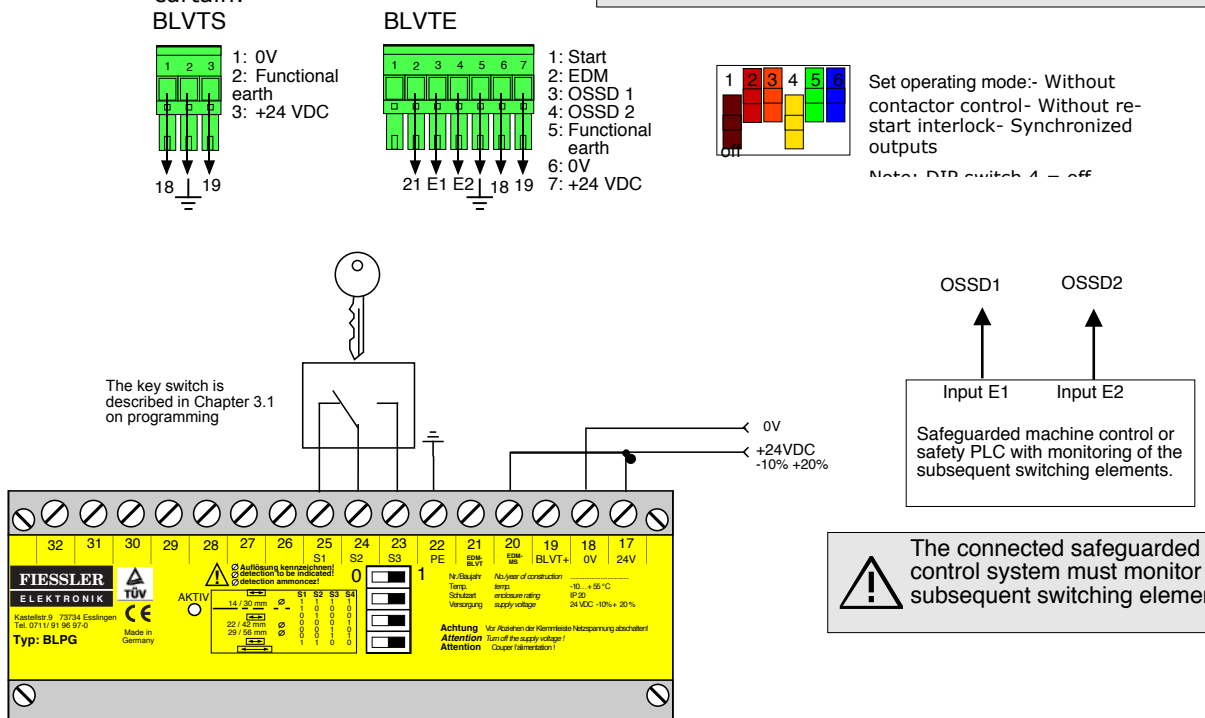 BLVTS
BLVTE
1 2 3
1: 0V
2: Functional
earth
3: +24 VDC
18 19
1 2 3 4 5 6 7
1: Start
2: EDM
3: OSSD 1
4: OSSD 2
5: Functional
earth
6: 0V
7: +24 VDC
21 E1 E2 18 19
1 2 3 4 5 6
off
Set operating mode:- Without
contactor control- Without re-
start interlock- Synchronized
outputs
The key switch is
described in Chapter 3.1
on programming
0V
+24VDC
-10% +20%
OSSD1 OSSD2
Input E1 Input E2
Safeguarded machine control or
safety PLC with monitoring of the
subsequent switching elements.
The connected safeguarded
control system must monitor
subsequent switching
32 31 30 29 28 27 26 25 24 23 22 21 20 19 18 17
S1 S2 S3 PE EDM-BLVT EDM-MS BLVT+ 0V 24V
FIESSLER
ELEKTRONIK
Kastellstr.9 73734 Esslingen
Tel. 0711/ 91 96 97-0
Typ: BLPG
TÜV
CE
Made in
Germany
AKTIV
Ø Auflösung kennzeichnen!
Ø detection to be indicated!
Ø detection ammoncez!
0 1
S1 S2 S3 S4
14 / 30 mm Ø
22 / 42 mm Ø
29 / 56 mm Ø
Nr./Baujahr No./year of construction
Temp. temp. -10...+ 55 °C
Schutzart enclosure rating IP 20
Versorgung supply voltage 24 VDC -10%+ 20 %
Achtung Vor Abziehen der Klemmleiste Netzspannung abschalten!
Attention Turn off the supply voltage !
Attention Couper l'alimentation !